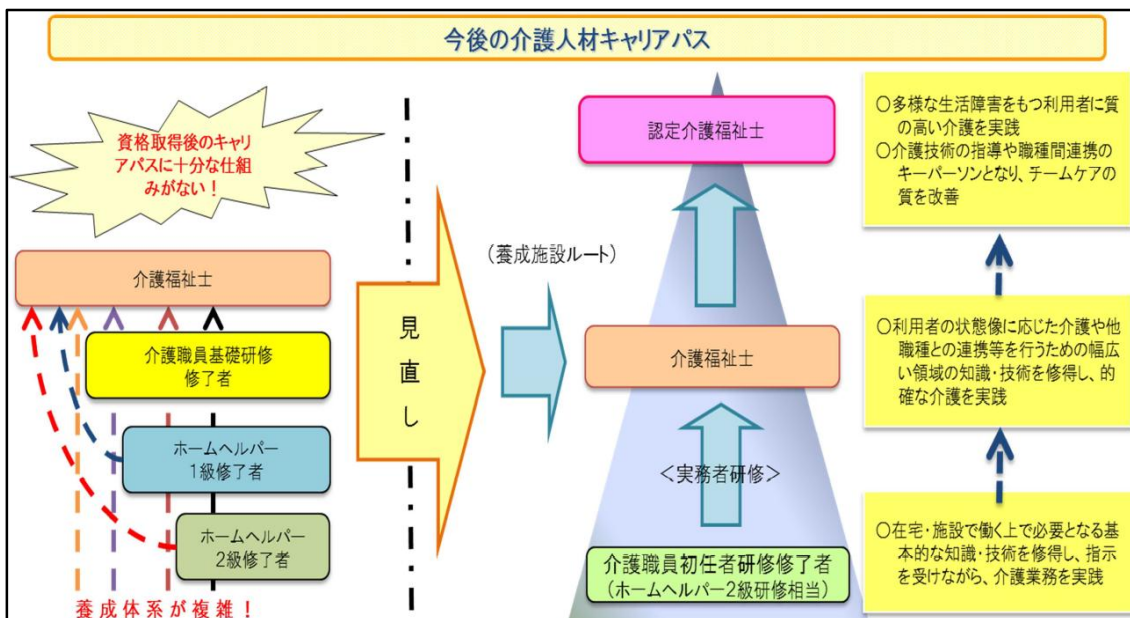 今後の介護人材キャリアパス
資格取得後のキャリ
アパスに十分な仕組
みがない！
介護福祉士
介護職員基礎研修
修了者
ホームヘルパー
1級修了者
ホームヘルパー
2級修了者
養成体系が複雑！
見直し
（養成施設ルート）
認定介護福祉士
介護福祉士
＜実務者研修＞
介護職員初任者研修修了者
（ホームヘルパー2級研修相当）
○多様な生活障害をもつ利用者に質
の高い介護を実践
○介護技術の指導や職種間連携の
キーパーソンとなり、チームケアの
質を改善
○利用者の状態像に応じた介護や他
職種との連携等を行うための幅広
い領域の知識・技術を修得し、的
確な介護を実践
○在宅・施設で働く上で必要となる基
本的な知識・技術を修得し、指示
を受けながら、介護業務を実践